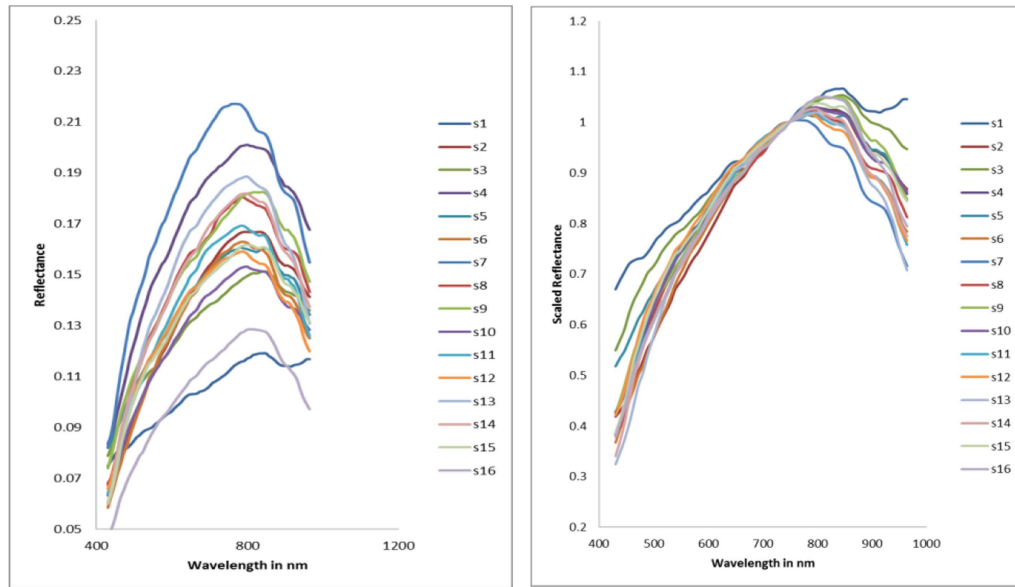 0.25
0.23
0.21
0.19
0.17
0.15
0.13
0.11
0.09
0.07
0.05
Reflectance
400
800
1200
Wavelength in nm
s1
s2
s3
s4
s5
s6
s7
s8
s9
s10
s11
s12
s13
s14
s15
s16
1.2
1.1
1
0.9
0.8
0.7
0.6
0.5
0.4
0.3
0.2
Scaled Reflectance
400 500 600 700 800 900 1000
Wavelength in nm
s1
s2
s3
s4
s5
s6
s7
s8
s9
s10
s11
s12
s13
s14
s15
s16